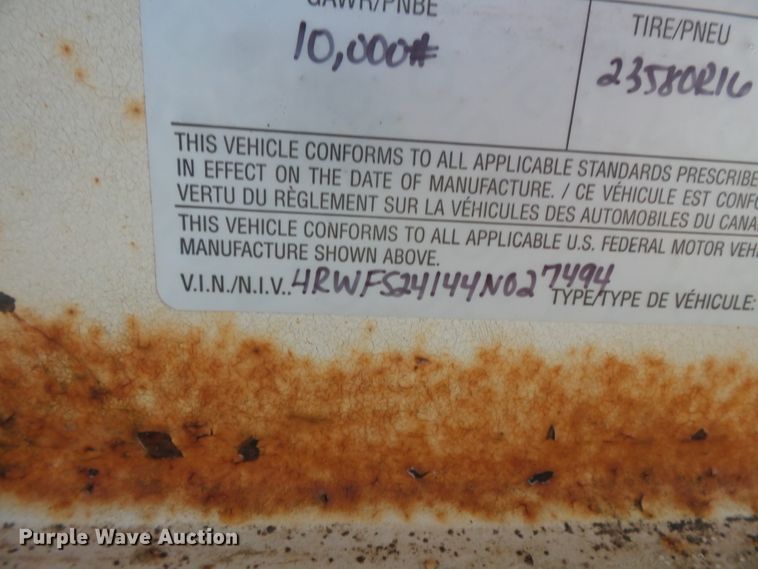 GAWR/PNBE
10,000#
TIRE/PNEU
23580R16
THIS VEHICLE CONFORMS TO ALL APPLICABLE STANDARDS PRESCRIBE
IN EFFECT ON THE DATE OF MANUFACTURE. / CE VÉHICULE EST CONFO
VERTU DU RÈGLEMENT SUR LA VÉHICULES DES AUTOMOBILES DU CANA
THIS VEHICLE CONFORMS TO ALL APPLICABLE U.S. FEDERAL MOTOR VEH
MANUFACTURE SHOWN ABOVE.
V.I.N./N.I.V.: 4RWFS24144N027494
TYPE/TYPE DE VÉHICULE:
Purple Wave Auction